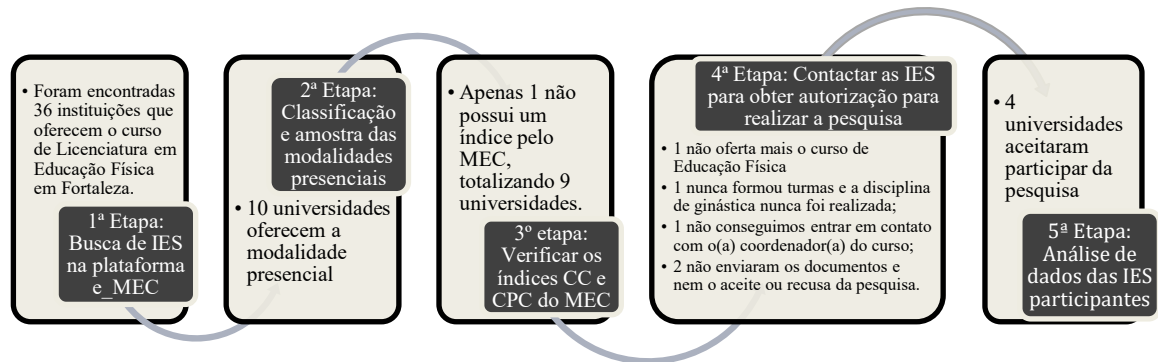 • Foram encontradas
36 instituições que
oferecem o curso
de Licenciatura em
Educação Física
em Fortaleza.
1ª Etapa:
Busca de IES
na plataforma
e_MEC
2ª Etapa:
Classificação
e amostra das
modalidades
presenciais
• 10 universidades
oferecem a
modalidade
presencial
• Apenas 1 não
possui um
índice pelo
MEC,
totalizando 9
universidades.
3º etapa:
Verificar os
índices CC e
CPC do MEC
4ª Etapa: Contactar as IES
para obter autorização para
realizar a pesquisa
• 1 não oferta mais o curso de
Educação Física
• 1 nunca formou turmas e a disciplina
de ginástica nunca foi realizada;
• 1 não conseguimos entrar em contato
com o(a) coordenador(a) do curso;
• 2 não enviaram os documentos e
nem o aceite ou recusa da pesquisa.
• 4
universidades
aceitaram
participar da
pesquisa
5ª Etapa:
Análise de
dados das IES
participantes